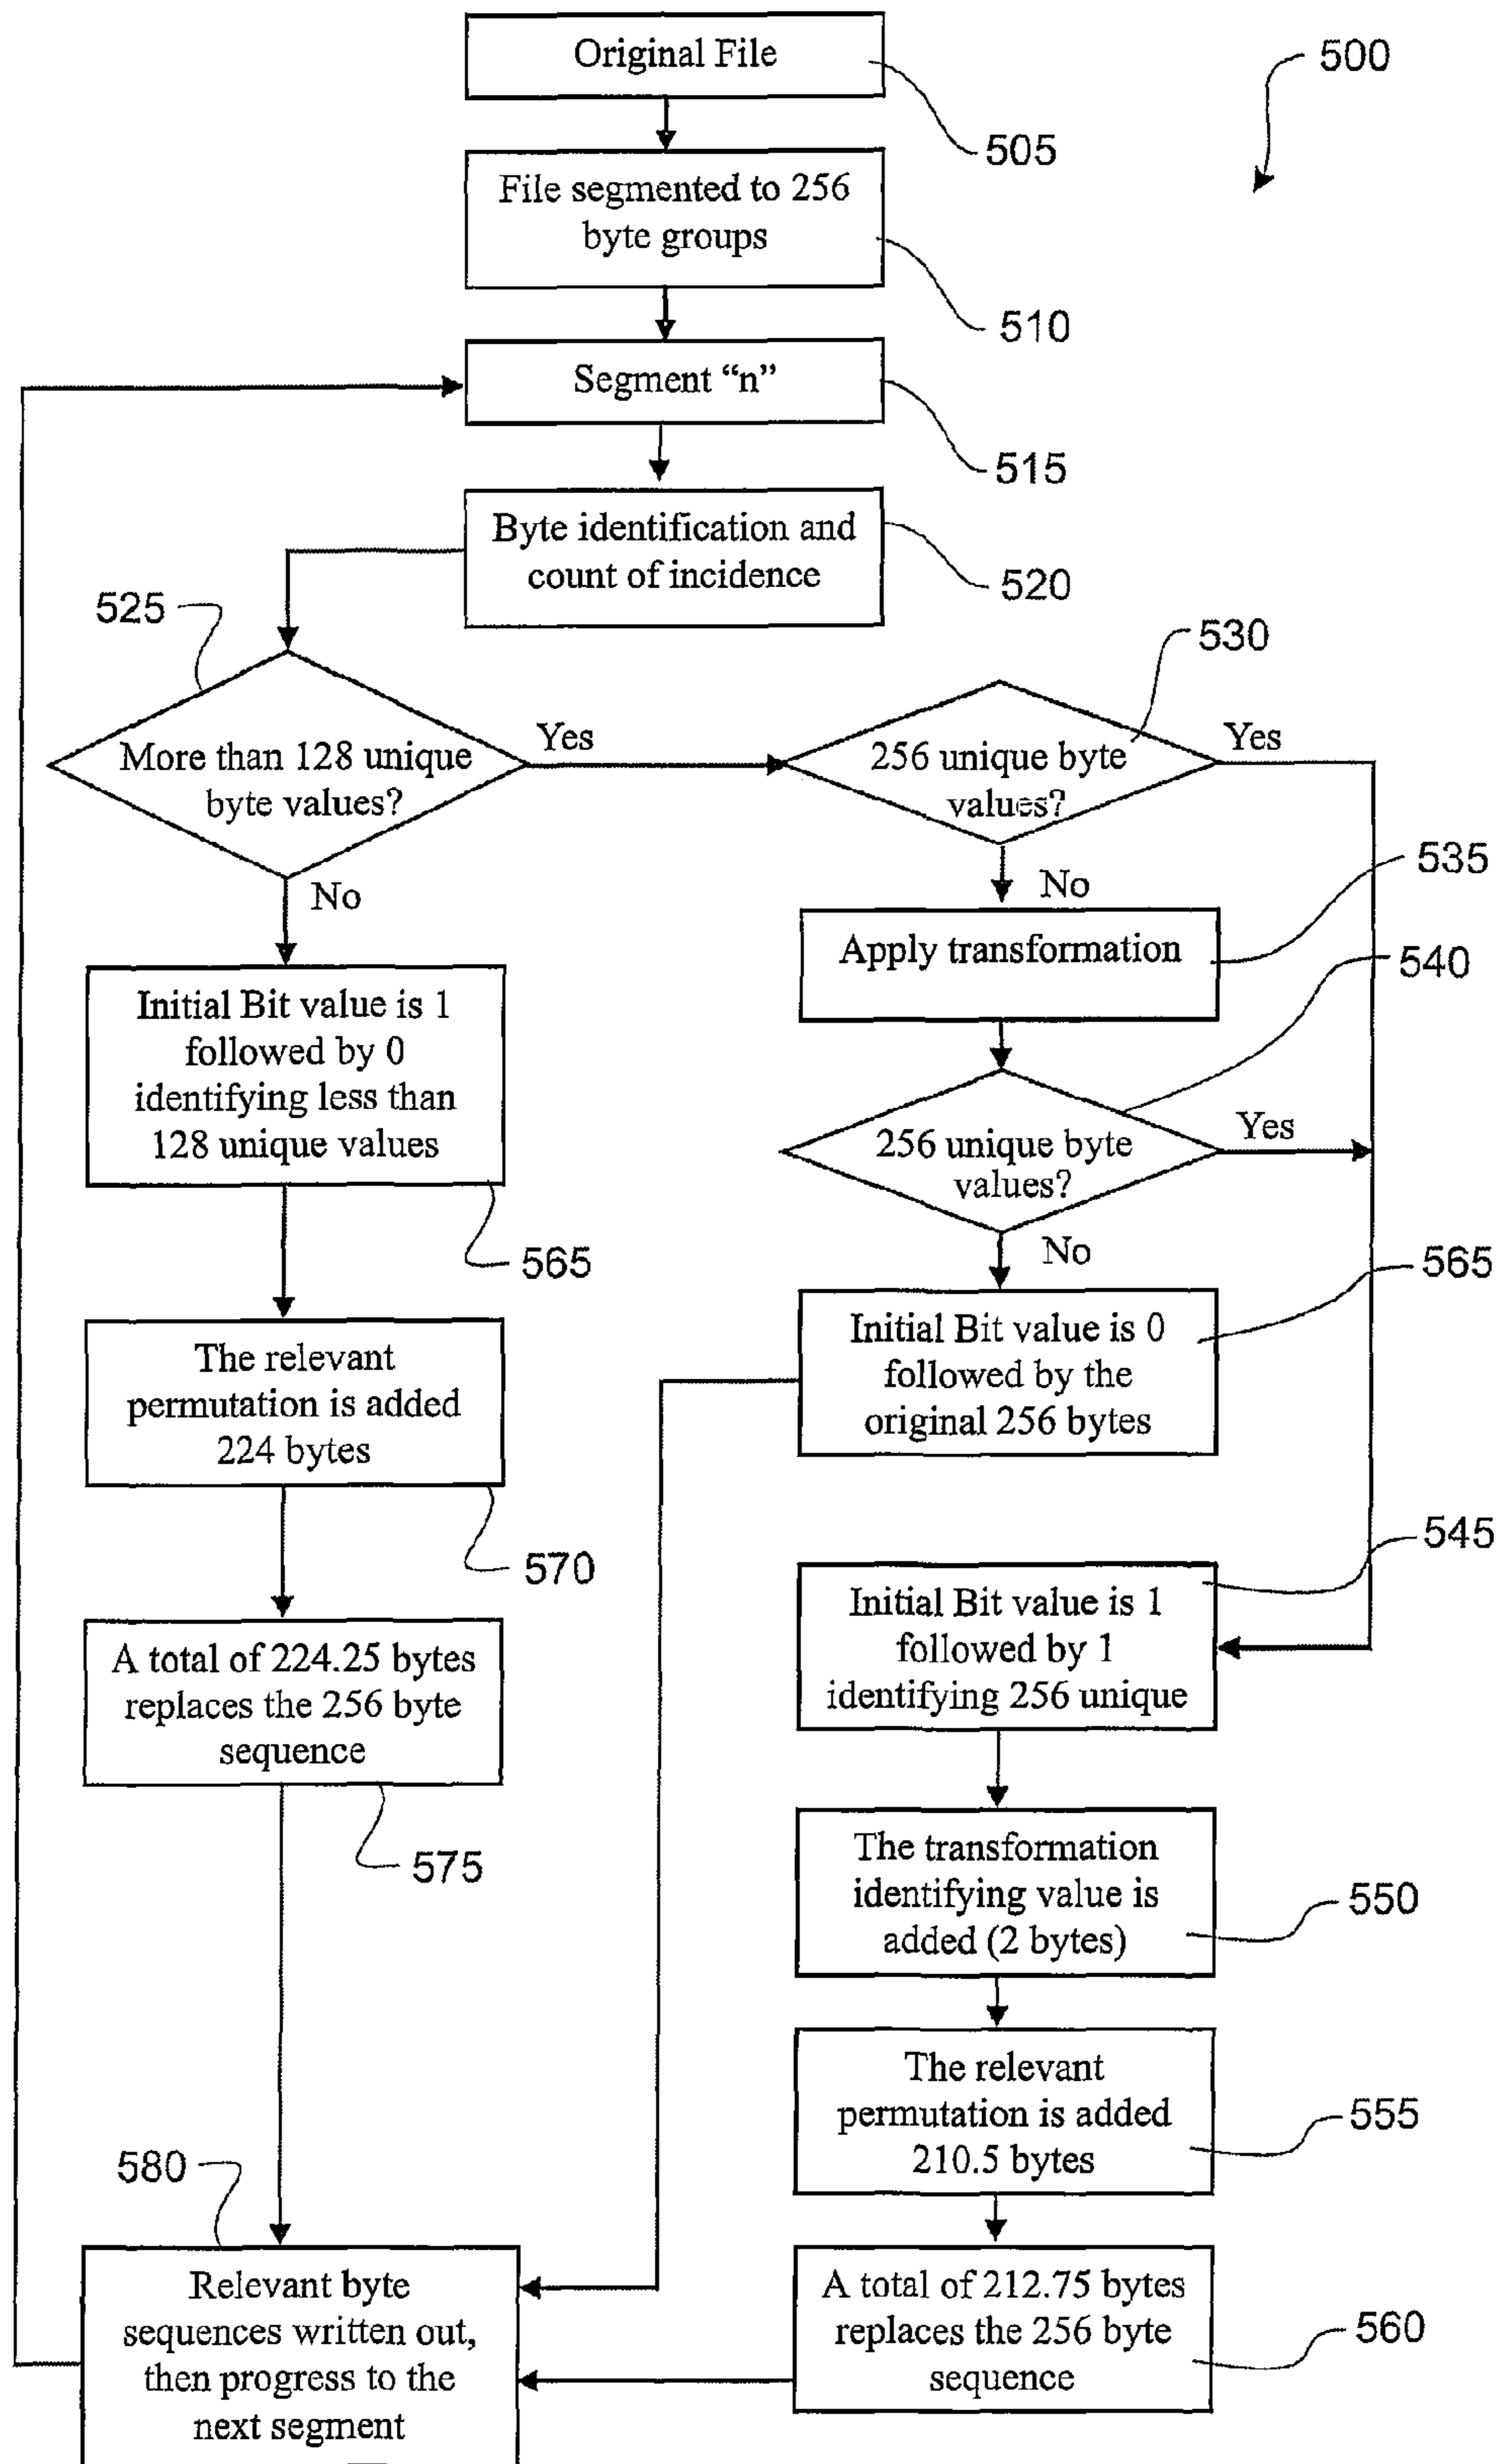 Original File
500
505
File segmented to 256
byte groups
510
Segment “n”
515
Byte identification and
count of incidence
520
525
530
More than 128 unique
byte values?
Yes
256 unique byte
values?
Yes
No
No
535
Apply transformation
540
Initial Bit value is 1
followed by 0
identifying less than
128 unique values
565
256 unique byte
values?
Yes
No
565
Initial Bit value is 0
followed by the
original 256 bytes
The relevant
permutation is added
224 bytes
570
545
Initial Bit value is 1
followed by 1
identifying 256 unique
A total of 224.25 bytes
replaces the 256 byte
sequence
575
The transformation
identifying value is
added (2 bytes)
550
The relevant
permutation is added
210.5 bytes
555
580
Relevant byte
sequences written out,
then progress to the
next segment
A total of 212.75 bytes
replaces the 256 byte
sequence
560